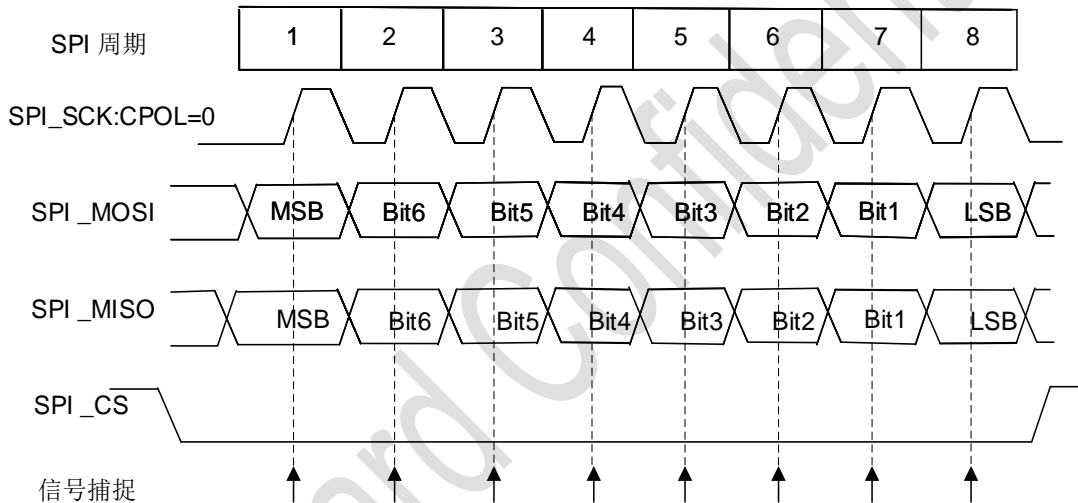 SPI 周期 1 2 3 4 5 6 7 8
SPI_SCK:CPOL=0
SPI _MOSI MSB Bit6 Bit5 Bit4 Bit3 Bit2 Bit1 LSB
SPI _MISO MSB Bit6 Bit5 Bit4 Bit3 Bit2 Bit1 LSB
SPI _CS
信号捕捉